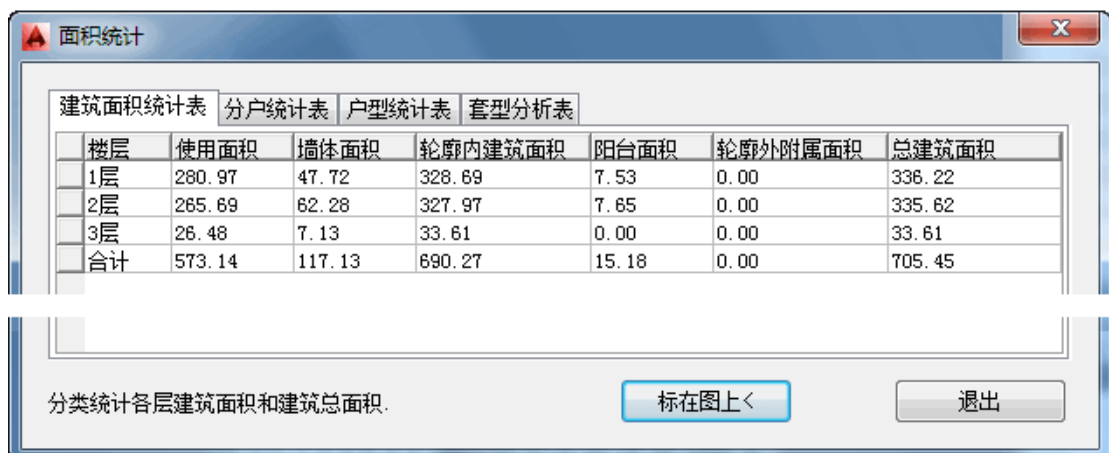 面积统计
建筑面积统计表 分户统计表 户型统计表 套型分析表
楼层 使用面积 墙体面积 轮廓内建筑面积 阳台面积 轮廓外附属面积 总建筑面积
1层 280.97 47.72 328.69 7.53 0.00 336.22
2层 265.69 62.28 327.97 7.65 0.00 335.62
3层 26.48 7.13 33.61 0.00 0.00 33.61
合计 573.14 117.13 690.27 15.18 0.00 705.45
分类统计各层建筑面积和建筑总面积. 标在图上< 退出